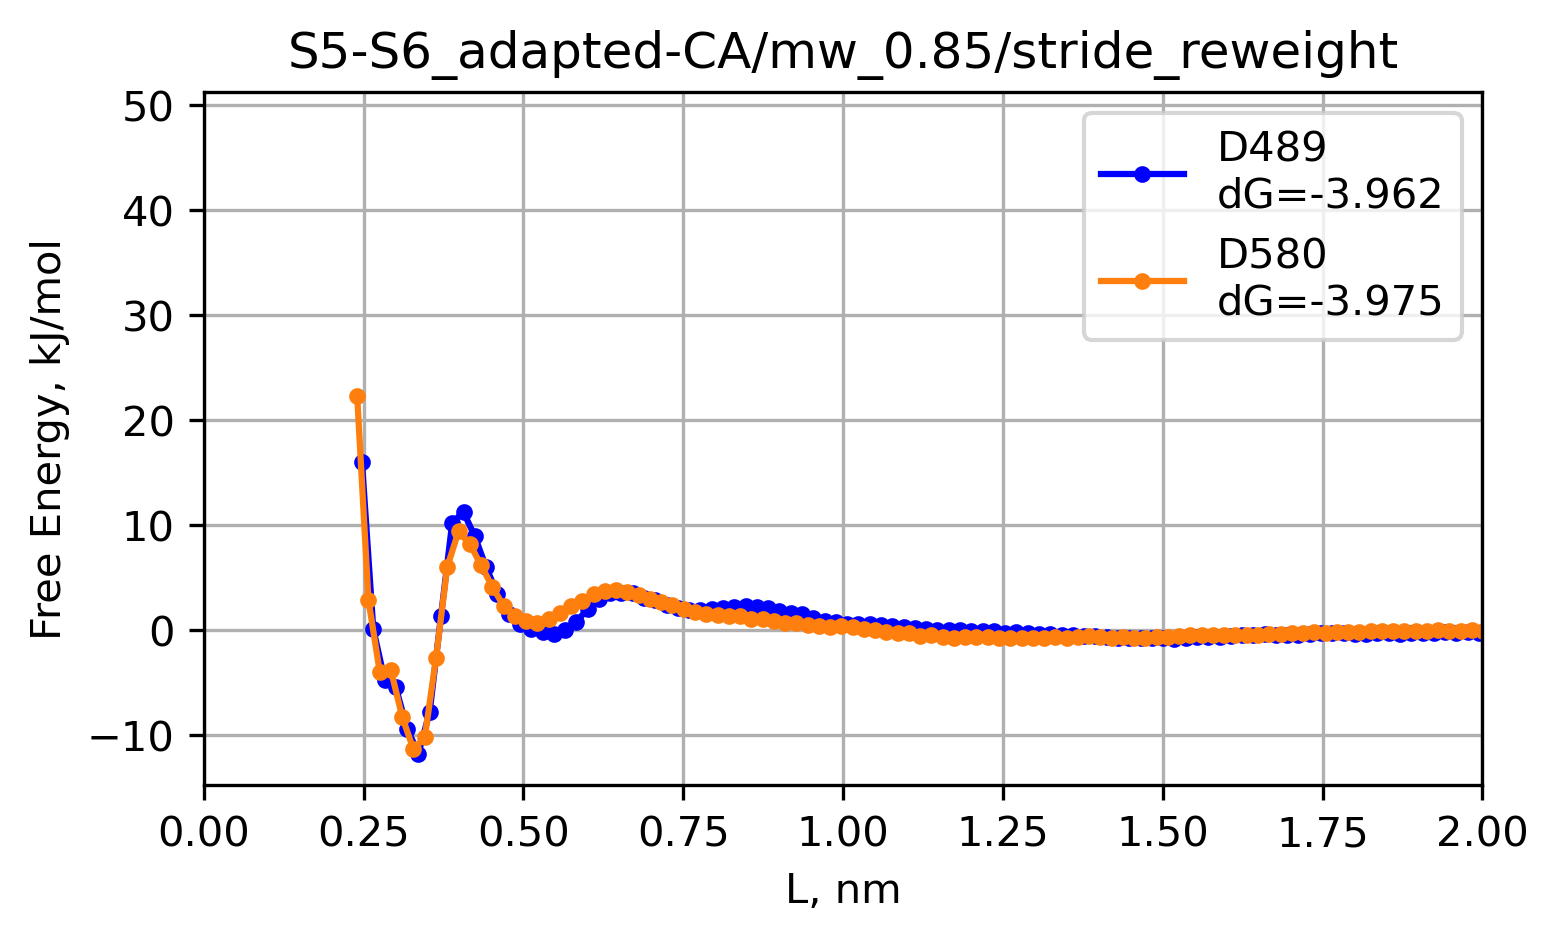 S5-S6_adapted-CA/mw_0.85/stride_reweight
Free Energy, kJ/mol
50
40
30
20
10
0
−10
D489
dG=-3.962
D580
dG=-3.975
0.00 0.25 0.50 0.75 1.00 1.25 1.50 1.75 2.00
L, nm